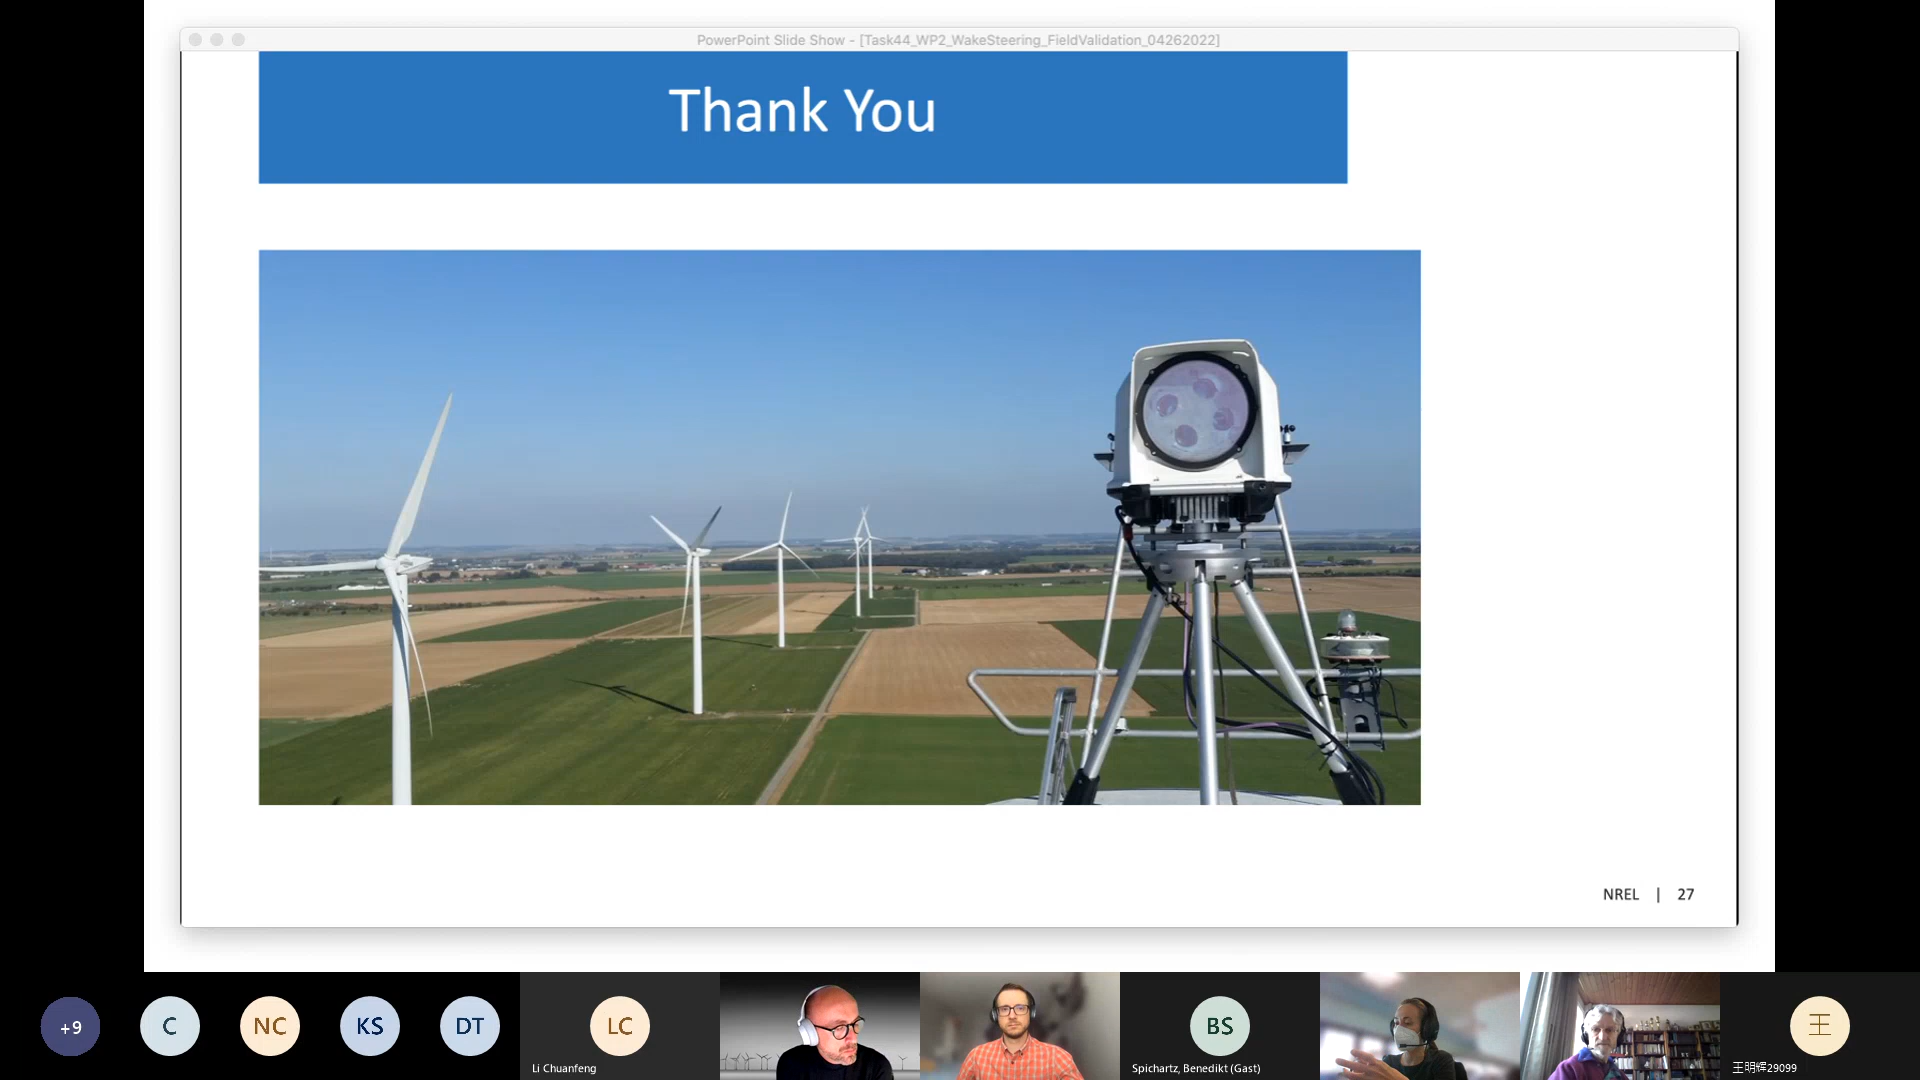 PowerPoint Slide Show - [Task44_WP2_WakeSteering_FieldValidation_04262022]
Thank You
NREL | 27
+9
C
NC
KS
DT
LC
BS
王
Li Chuanfeng
Spichartz, Benedikt (Gast)
王明辉29099